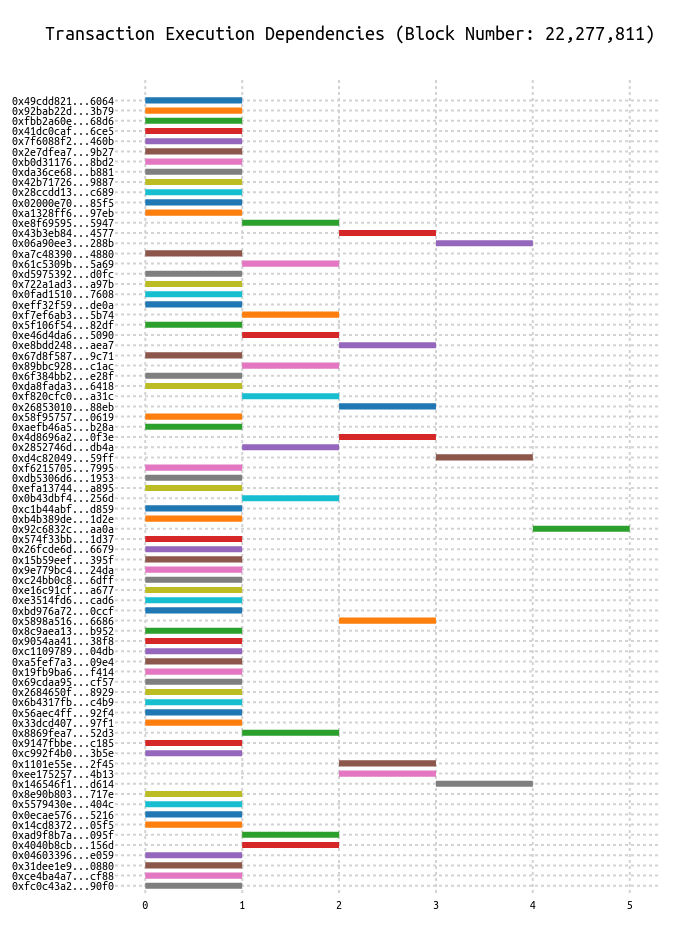 Transaction Execution Dependencies (Block Number: 22,277,811)
0x49cdd821...6064
0x92bab22d...3b79
0xfbb2a60e...68d6
0x41dc0caf...6ce5
0x7f6088f2...460b
0x2e7dfea7...9b27
0xb0d31176...8bd2
0xda36ce68...b881
0x42b71726...9887
0x28ccdd13...c689
0x02000e70...85f5
0xa1328ff6...97eb
0xe8f69595...5947
0x43b3eb84...4577
0x06a90ee3...288b
0xa7c48390...4880
0x61c5309b...5a69
0xd5975392...d0fc
0x722a1ad3...a97b
0x0fad1510...7608
0xeff32f59...de0a
0xf7ef6ab3...5b74
0x5f106f54...82df
0xe46d4da6...5090
0xe8bdd248...aea7
0x67d8f587...9c71
0x89bbc928...c1ac
0x6f384bb2...e28f
0xda8fada3...6418
0xf820cfc0...a31c
0x26853010...88eb
0x58f95757...0619
0xaefb46a5...b28a
0x4d8696a2...0f3e
0x2852746d...db4a
0xd4c82049...59ff
0xf6215705...7995
0xdb5306d6...1953
0xefa13744...a895
0x0b43dbf4...256d
0xc1b44abf...d859
0xb4b389de...1d2e
0x92c6832c...aa0a
0x574f33bb...1d37
0x26fcde6d...6679
0x15b59eef...395f
0x9e779bc4...24da
0xc24bb0c8...6dff
0xe16c91cf...a677
0xe3514fd6...cad6
0xbd976a72...0ccf
0x5898a516...6686
0x8c9aea13...b952
0x9054aa41...38f8
0xc1109789...04db
0xa5fef7a3...09e4
0x19fb9ba6...f414
0x69cdaa95...cf57
0x2684650f...8929
0x6b4317fb...c4b9
0x56aec4ff...92f4
0x33dcd407...97f1
0x8869fea7...52d3
0x9147fbbe...c185
0xc992f4b0...3b5e
0x1101e55e...2f45
0xee175257...4b13
0x146546f1...d614
0x8e90b803...717e
0x5579430e...404c
0x0ecae576...5216
0x14cd8372...05f5
0xad9f8b7a...095f
0x4040b8cb...156d
0x04603396...e059
0x31dee1e9...0880
0xce4ba4a7...cf88
0xfc0c43a2...90f0
0 1 2 3 4 5